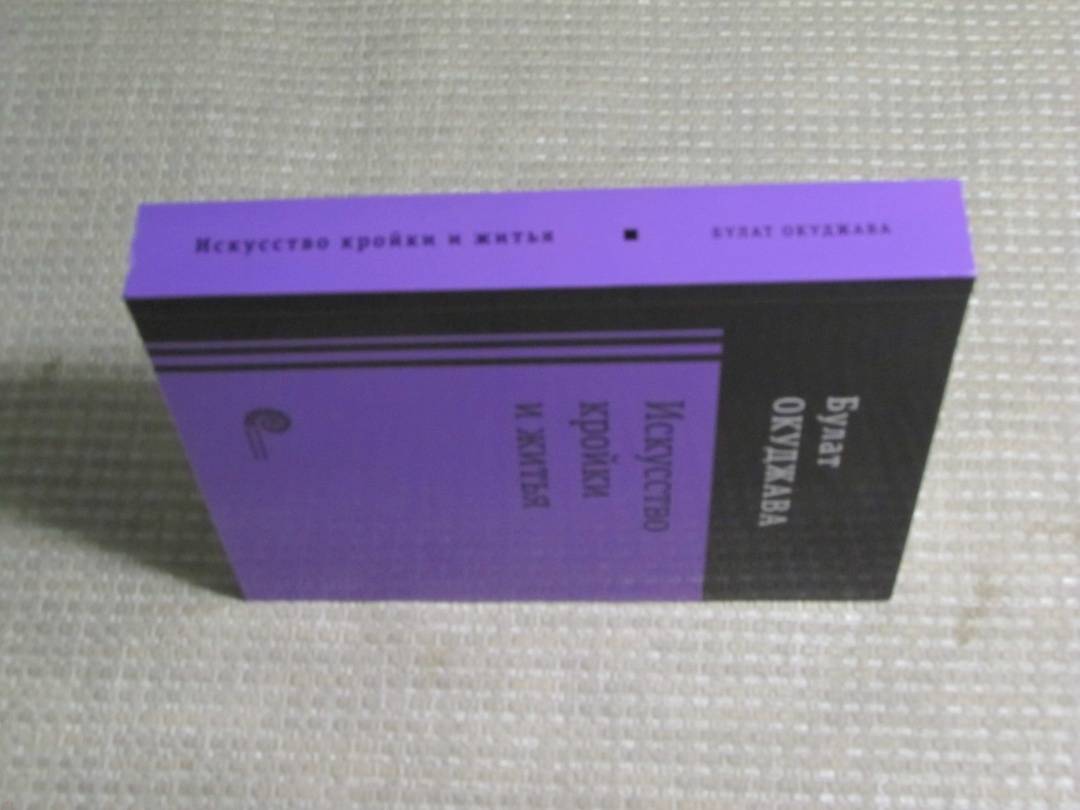 Искусство кройки и житья ■ БУЛАТ ОКУДЖАВА
Булат
ОКУДЖАВА
Искусство
кройки
и житья